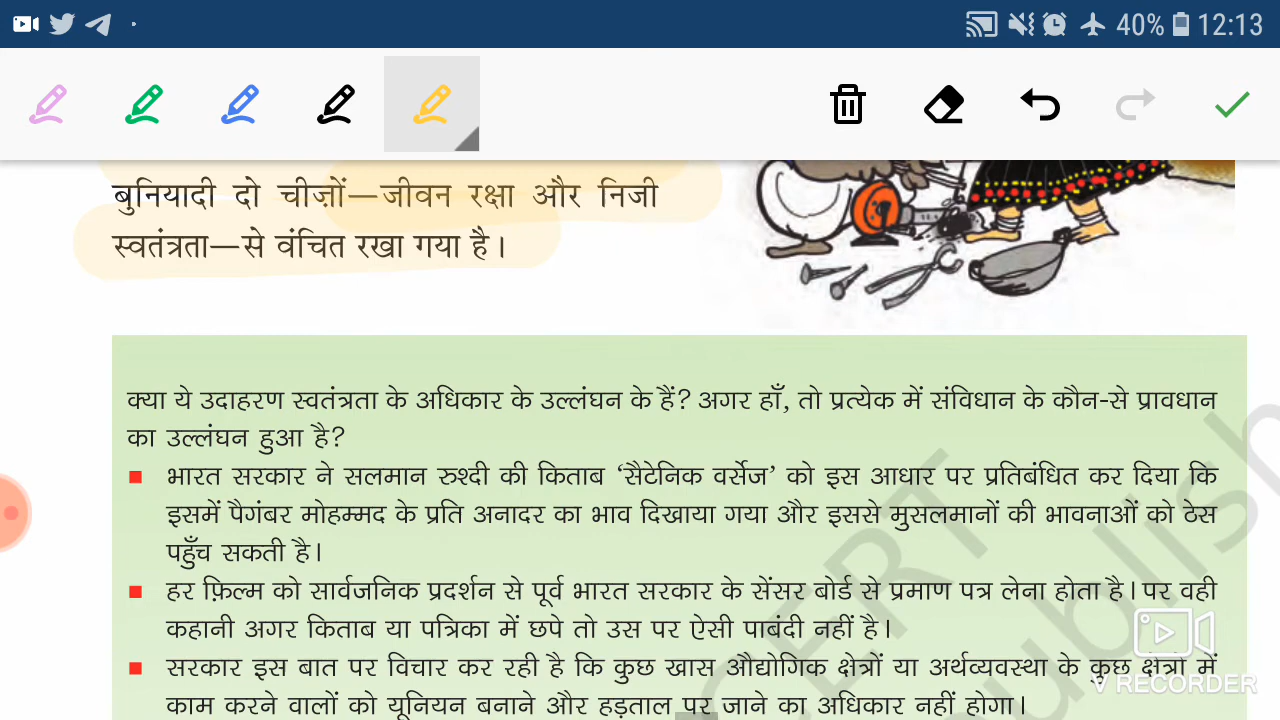 40% 12:13
बुनियादी दो चीज़ों—जीवन रक्षा और निजी
स्वतंत्रता—से वंचित रखा गया है।
क्या ये उदाहरण स्वतंत्रता के अधिकार के उल्लंघन के हैं? अगर हाँ, तो प्रत्येक में संविधान के कौन-से प्रावधान
का उल्लंघन हुआ है?
■ भारत सरकार ने सलमान रुश्दी की किताब ‘सैटेनिक वर्सेज’ को इस आधार पर प्रतिबंधित कर दिया कि
इसमें पैगंबर मोहम्मद के प्रति अनादर का भाव दिखाया गया और इससे मुसलमानों की भावनाओं को ठेस
पहुँच सकती है।
■ हर फ़िल्म को सार्वजनिक प्रदर्शन से पूर्व भारत सरकार के सेंसर बोर्ड से प्रमाण पत्र लेना होता है। पर वही
कहानी अगर किताब या पत्रिका में छपे तो उस पर ऐसी पाबंदी नहीं है।
■ सरकार इस बात पर विचार कर रही है कि कुछ खास औद्योगिक क्षेत्रों या अर्थव्यवस्था के कुछ क्षेत्रों में
काम करने वालों को यूनियन बनाने और हड़ताल पर जाने का अधिकार नहीं होगा।
V RECORDER